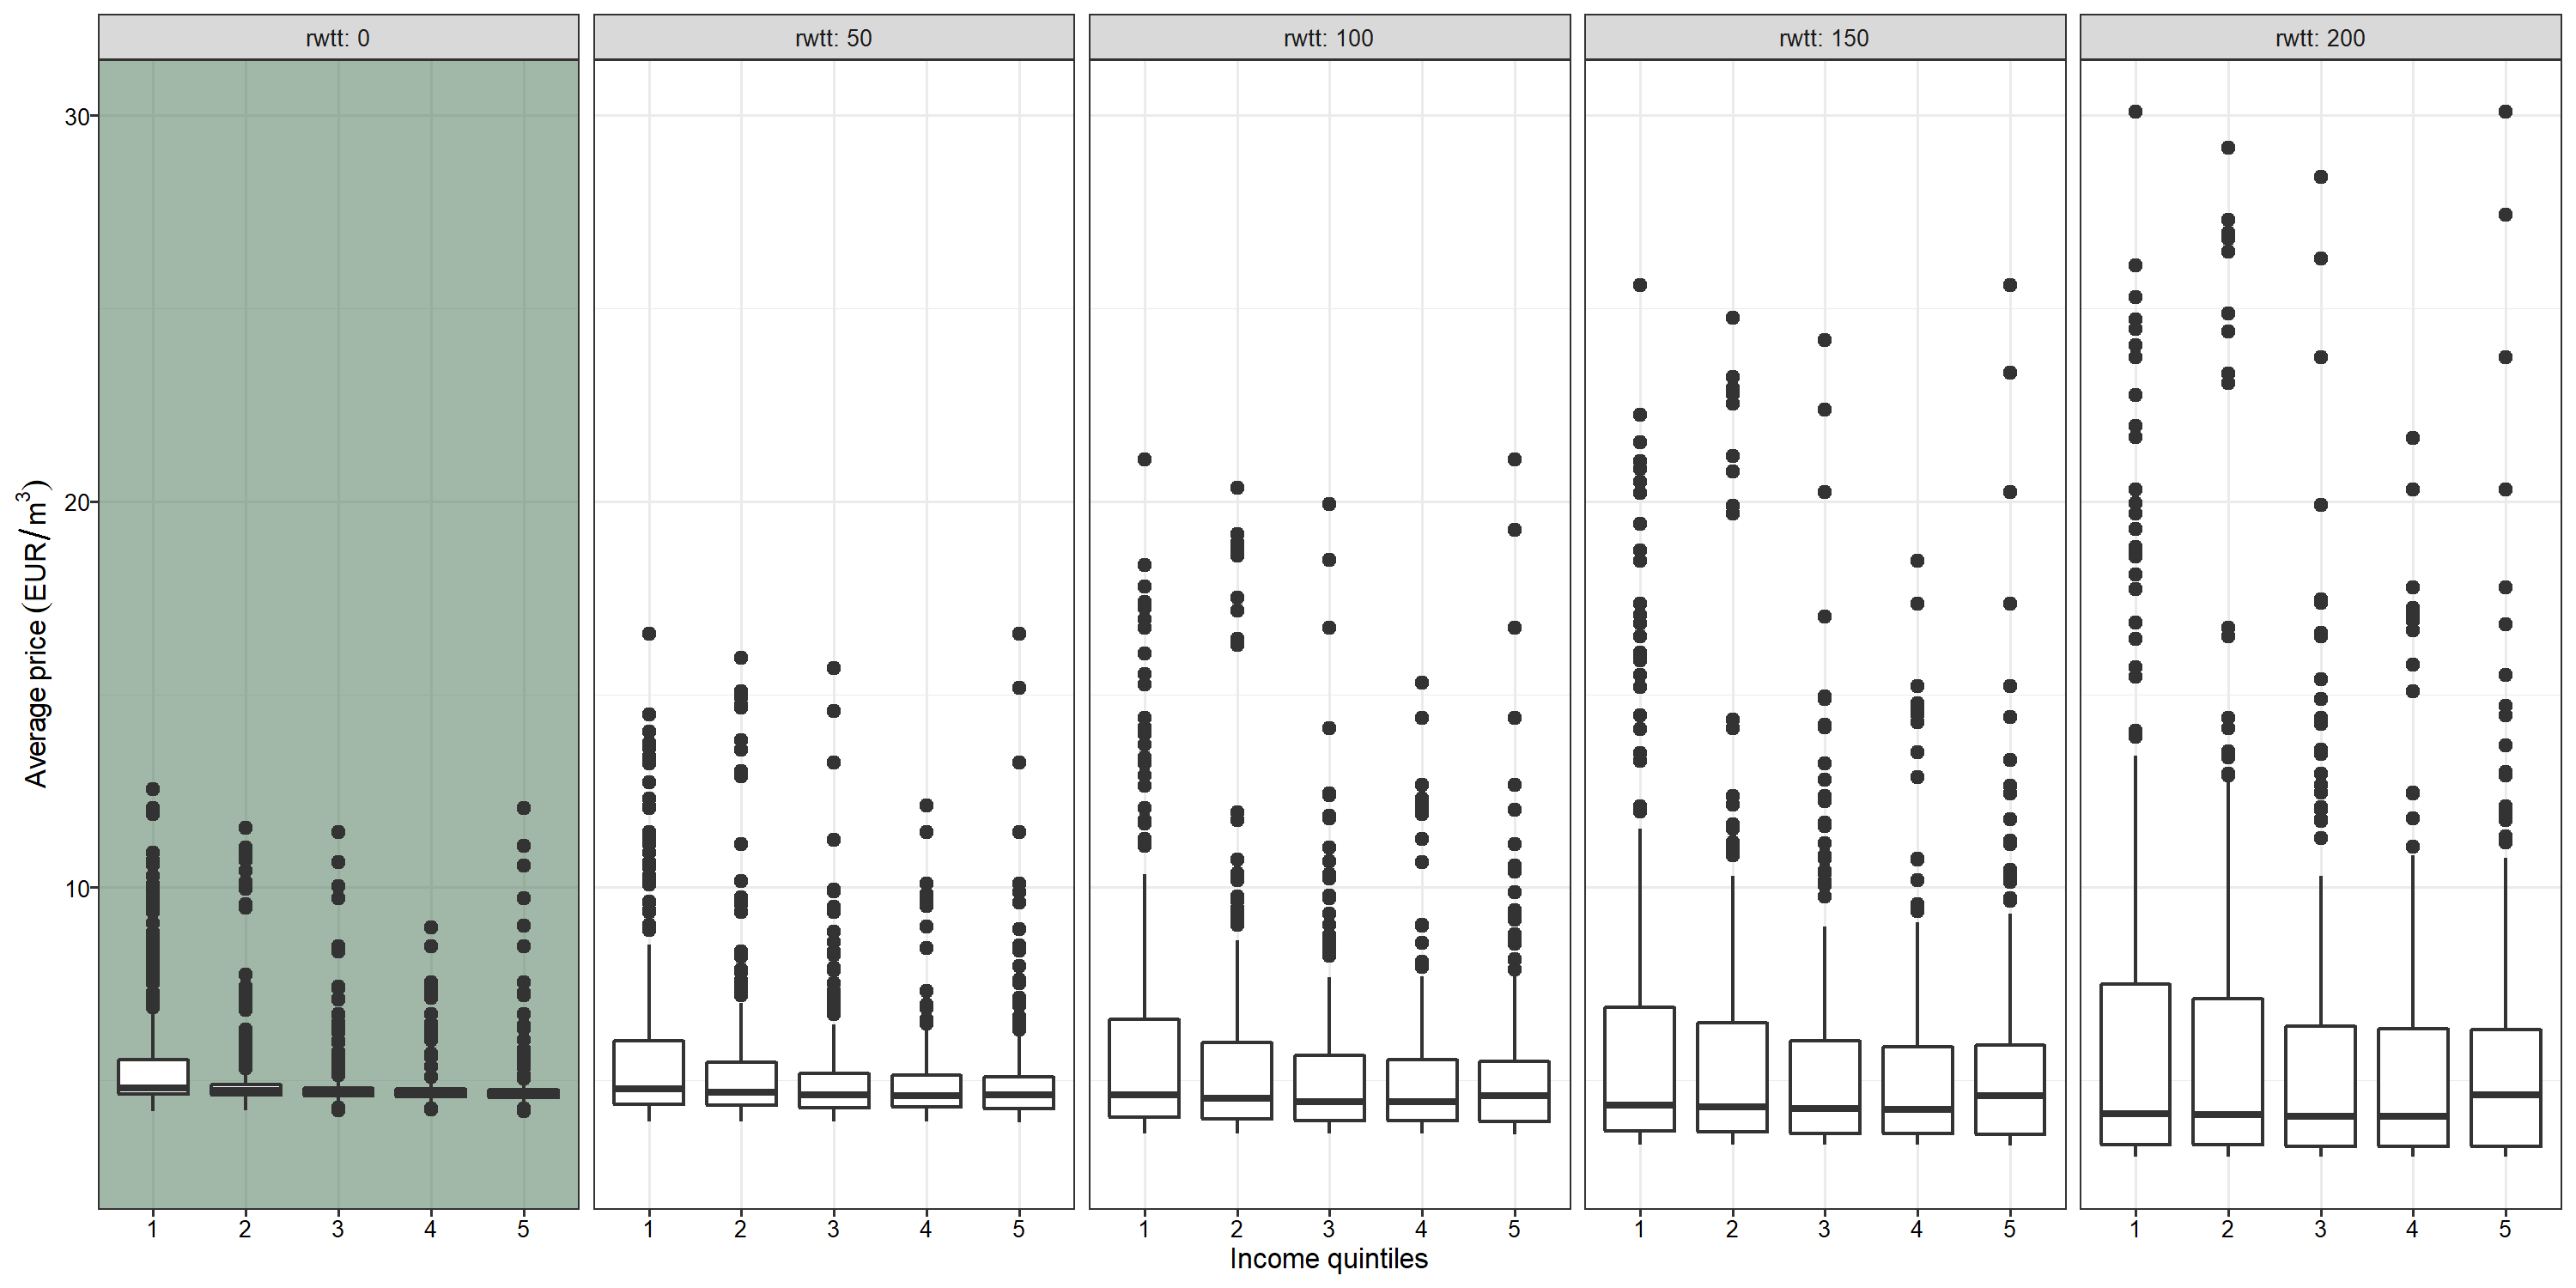 rwtt: 0 rwtt: 50 rwtt: 100 rwtt: 150 rwtt: 200
30
20
10
Average price (EUR/m³)
1 2 3 4 5 1 2 3 4 5 1 2 3 4 5 1 2 3 4 5 1 2 3 4 5
Income quintiles